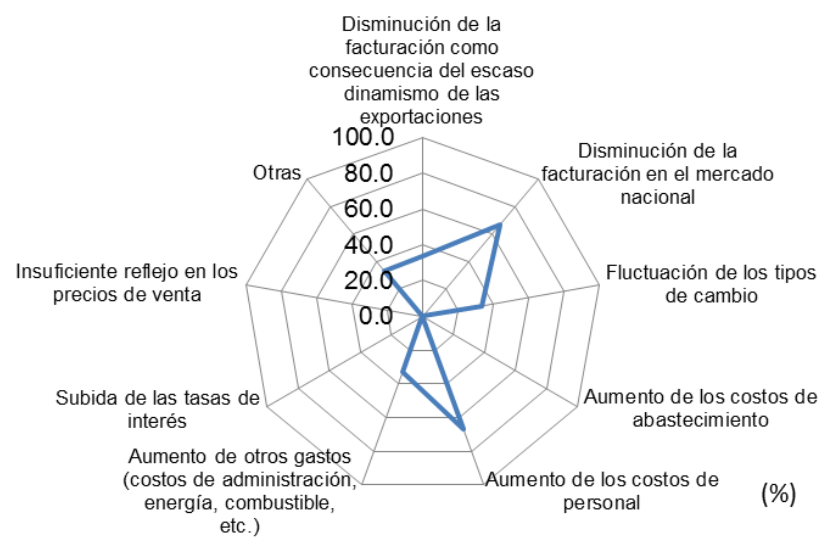 Disminución de la
facturación como
consecuencia del escaso
dinamismo de las
exportaciones
100.0
80.0
60.0
40.0
20.0
0.0
Disminución de la
facturación en el mercado
nacional
Fluctuación de los tipos
de cambio
Aumento de los costos de
abastecimiento
Aumento de los costos de
personal
(%)
Aumento de otros gastos
(costos de administración,
energía, combustible,
etc.)
Subida de las tasas de
interés
Insuficiente reflejo en los
precios de venta
Otras